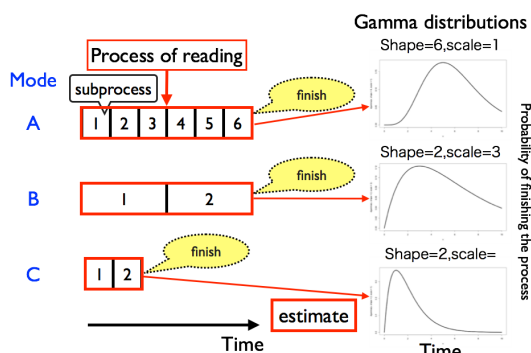 Gamma distributions
Process of reading
Shape=6,scale=1
Mode
subprocess
finish
A
1 2 3 4 5 6
Shape=2,scale=3
finish
B
1 2
Shape=2,scale=
finish
C
1 2
estimate
Time
Time
Probability of finishing the process